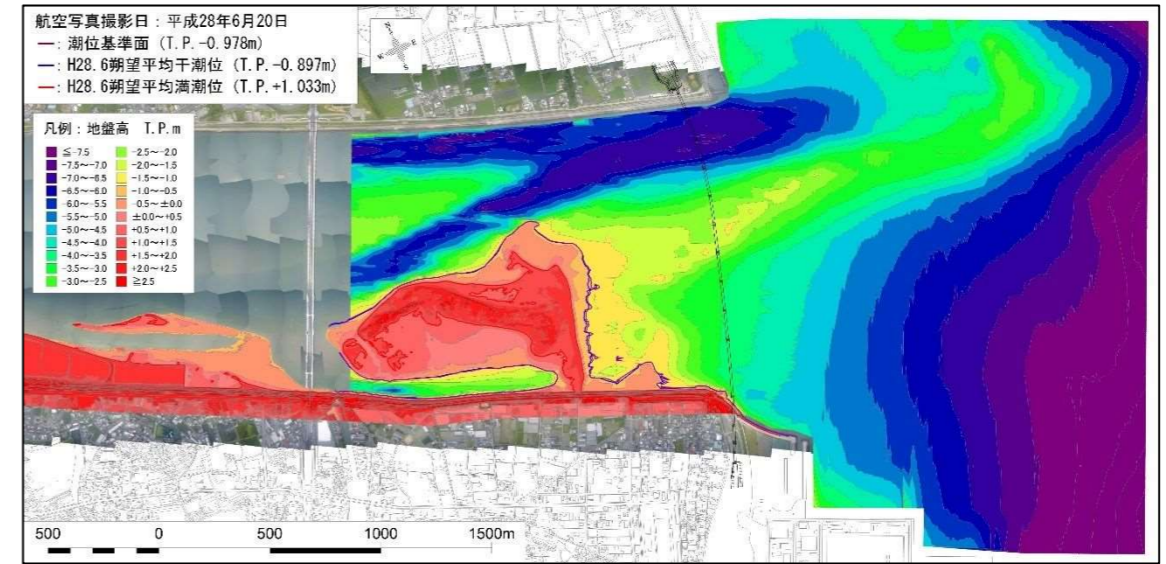 航空写真撮影日:平成28年6月20日
―:潮位基準面(T.P.-0.978m)
―:H28.6朔望平均干潮位(T.P.-0.897m)
―:H28.6朔望平均満潮位(T.P.+1.033m)
凡例:地盤高 T.P.m
≦-7.5 -2.5~-2.0
-7.5~-7.0 -2.0~-1.5
-7.0~-6.5 -1.5~-1.0
-6.5~-6.0 -1.0~-0.5
-6.0~-5.5 -0.5~±0.0
-5.5~-5.0 ±0.0~+0.5
-5.0~-4.5 +0.5~+1.0
-4.5~-4.0 +1.0~+1.5
-4.0~-3.5 +1.5~+2.0
-3.5~-3.0 +2.0~+2.5
-3.0~-2.5 ≧2.5
500 0 500 1000 1500m